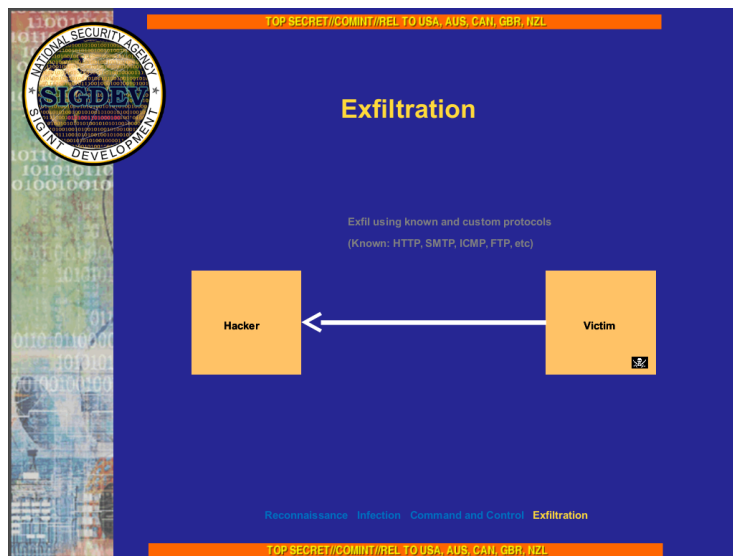 TOP SECRET//COMINT//REL TO USA, AUS, CAN, GBR, NZL
NATIONAL SECURITY AGENCY
SIGDEV
SIGINT DEVELOPMENT
Exfiltration
Exfil using known and custom protocols
(Known: HTTP, SMTP, ICMP, FTP, etc)
Hacker
Victim
Reconnaissance Infection Command and Control Exfiltration
TOP SECRET//COMINT//REL TO USA, AUS, CAN, GBR, NZL